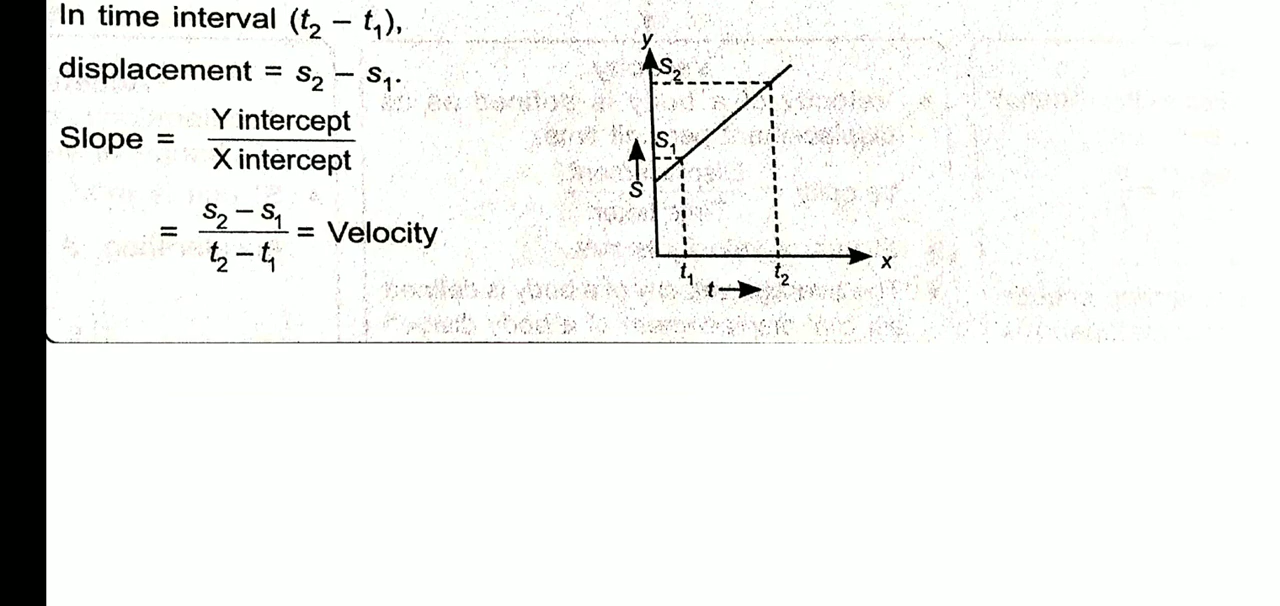 In time interval (t₂ – t₁),
displacement = s₂ – s₁.
Slope = Y intercept / X intercept
= s₂ – s₁ / t₂ – t₁ = Velocity
y
S₂
S₁
S
t₁
t₂
x
t